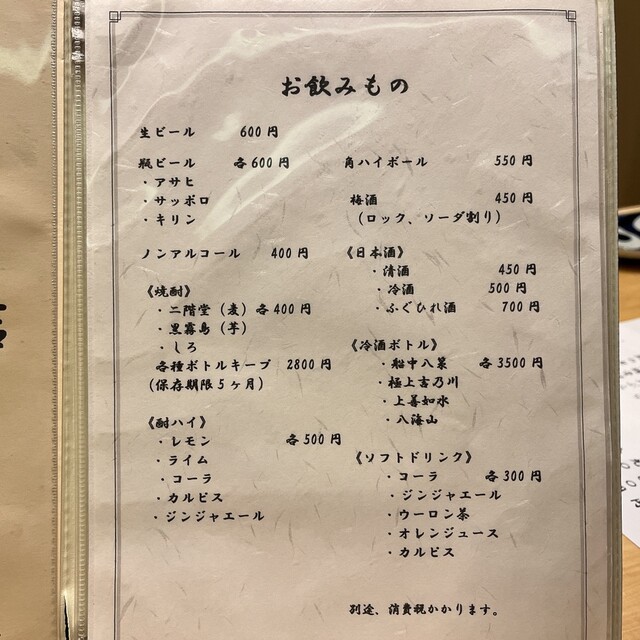 お飲みもの
生ビール 600円
瓶ビール 各600円
・アサヒ
・サッポロ
・キリン
ノンアルコール 400円
《焼酎》
・二階堂（麦）各400円
・黒霧島（芋）
・しろ
各種ボトルキープ 2800円
(保存期限5ヶ月)
《酎ハイ》
・レモン 各500円
・ライム
・コーラ
・カルピス
・ジンジャエール
角ハイボール 550円
梅酒 450円
（ロック、ソーダ割り）
《日本酒》
・清酒 450円
・冷酒 500円
・ふぐひれ酒 700円
《冷酒ボトル》
・船中八策 各3500円
・極上吉乃川
・上善如水
・八海山
《ソフトドリンク》
・コーラ 各300円
・ジンジャエール
・ウーロン茶
・オレンジュース
・カルピス
別途、消費税かかります。